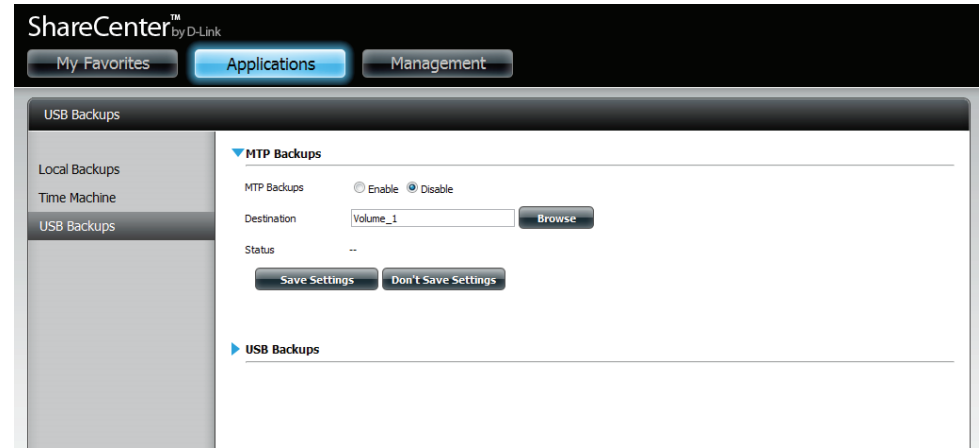 ShareCenter™ by D-Link
My Favorites Applications Management
USB Backups
Local Backups
Time Machine
USB Backups
MTP Backups
MTP Backups Enable Disable
Destination Volume_1 Browse
Status --
Save Settings Don't Save Settings
USB Backups